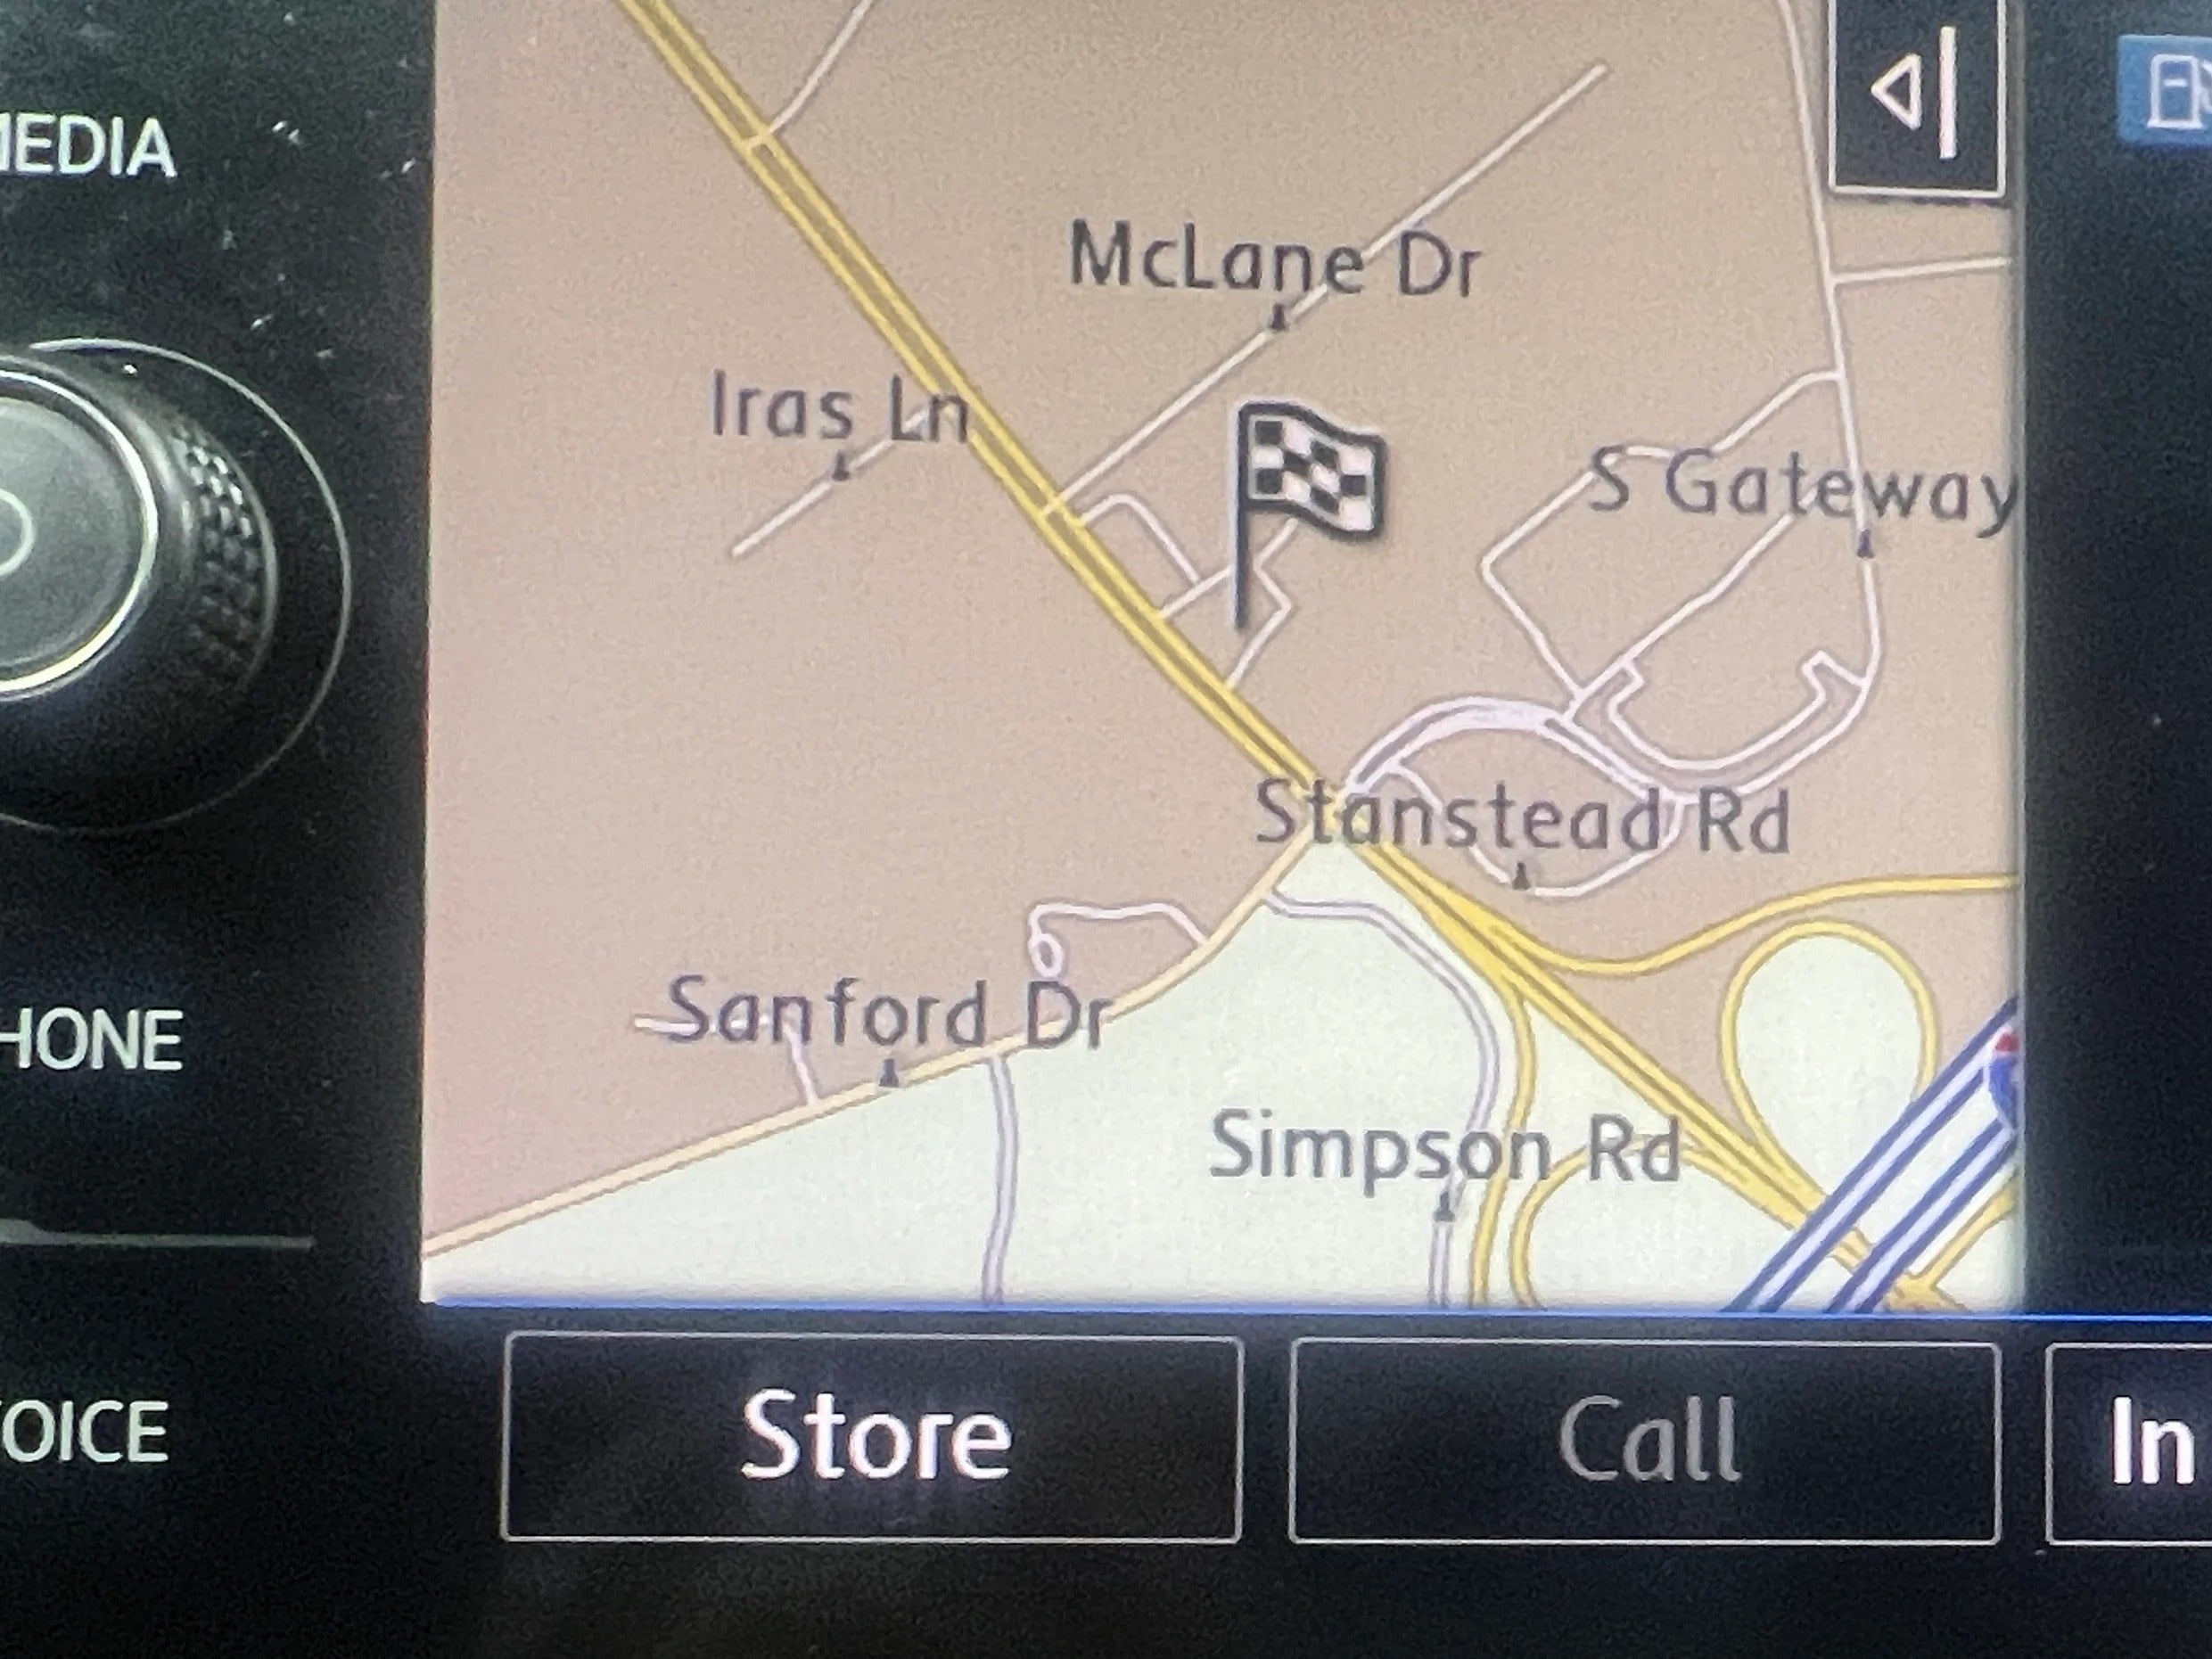 MEDIA
McLane Dr
Iras Ln
S Gateway
Stanstead Rd
Sanford Dr
HONE
Simpson Rd
Store
Call
In
OICE